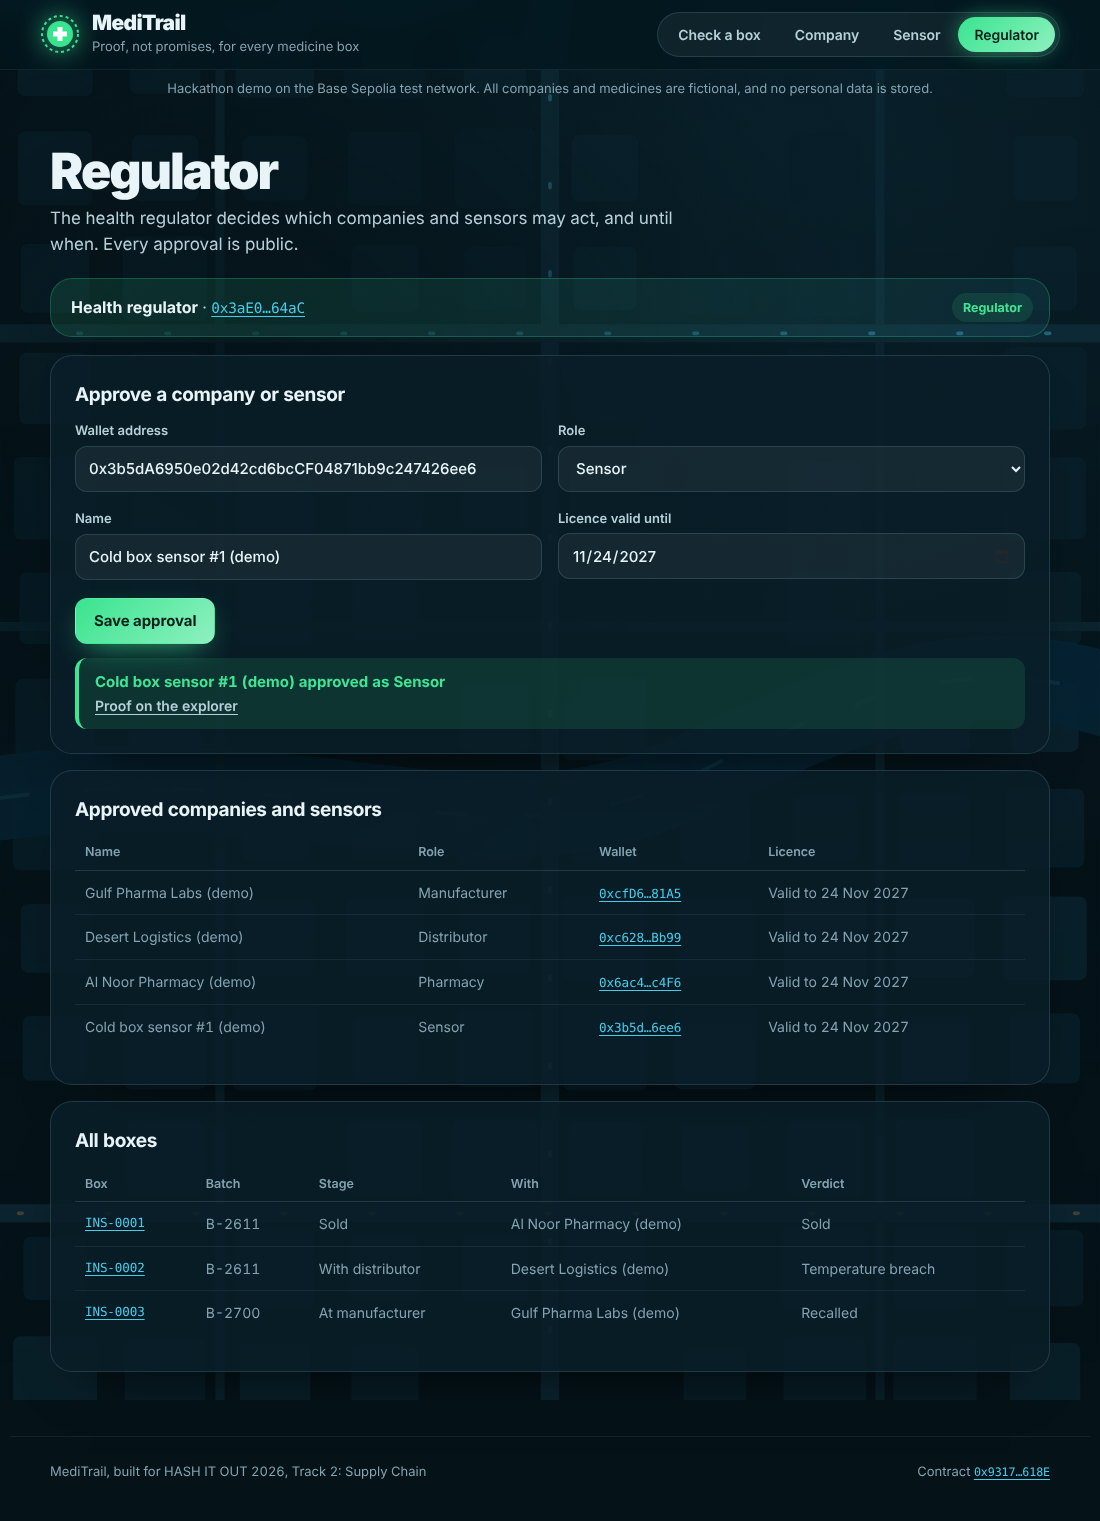 MediTrail
Proof, not promises, for every medicine box
Check a box Company Sensor Regulator
Hackathon demo on the Base Sepolia test network. All companies and medicines are fictional, and no personal data is stored.
Regulator
The health regulator decides which companies and sensors may act, and until
when. Every approval is public.
Health regulator · 0x3aE0…64aC Regulator
Approve a company or sensor
Wallet address Role
0x3b5dA6950e02d42cd6bcCF04871bb9c247426ee6 Sensor
Name Licence valid until
Cold box sensor #1 (demo) 11/24/2027
Save approval
Cold box sensor #1 (demo) approved as Sensor
Proof on the explorer
Approved companies and sensors
Name Role Wallet Licence
Gulf Pharma Labs (demo) Manufacturer 0xcfD6…81A5 Valid to 24 Nov 2027
Desert Logistics (demo) Distributor 0xc628…Bb99 Valid to 24 Nov 2027
Al Noor Pharmacy (demo) Pharmacy 0x6ac4…c4F6 Valid to 24 Nov 2027
Cold box sensor #1 (demo) Sensor 0x3b5d…6ee6 Valid to 24 Nov 2027
All boxes
Box Batch Stage With Verdict
INS-0001 B-2611 Sold Al Noor Pharmacy (demo) Sold
INS-0002 B-2611 With distributor Desert Logistics (demo) Temperature breach
INS-0003 B-2700 At manufacturer Gulf Pharma Labs (demo) Recalled
MediTrail, built for HASH IT OUT 2026, Track 2: Supply Chain Contract 0x9317…618E